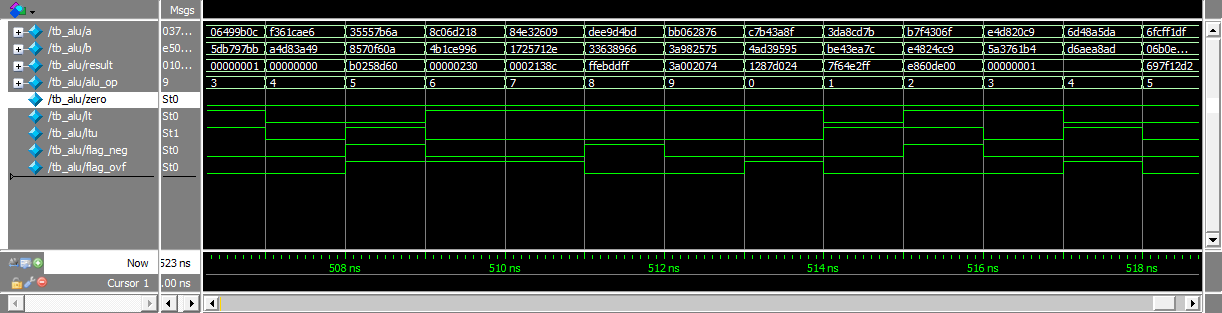 Msgs
/tb_alu/a 037... 06499b0c f361cae6 35557b6a 8c06d218 84e32609 dee9d4bd bb062876 c7b43a8f 3da8cd7b b7f4306f e4d820c9 6d48a5da 6fcff1df
/tb_alu/b e50... 5db797bb a4d83a49 8570f60a 4b1ce996 1725712e 33638966 3a982575 4ad39595 be43ea7c e4824cc9 5a3761b4 d6aea8ad 06b0e...
/tb_alu/result 010... 00000001 00000000 b0258d60 00000230 0002138c ffebddff 3a002074 1287d024 7f64e2ff e860de00 00000001 697f12d2
/tb_alu/alu_op 9 3 4 5 6 7 8 9 0 1 2 3 4 5
/tb_alu/zero St0
/tb_alu/lt St0
/tb_alu/ltu St1
/tb_alu/flag_neg St0
/tb_alu/flag_ovf St0
Now 523 ns 508 ns 510 ns 512 ns 514 ns 516 ns 518 ns
Cursor 1 .00 ns